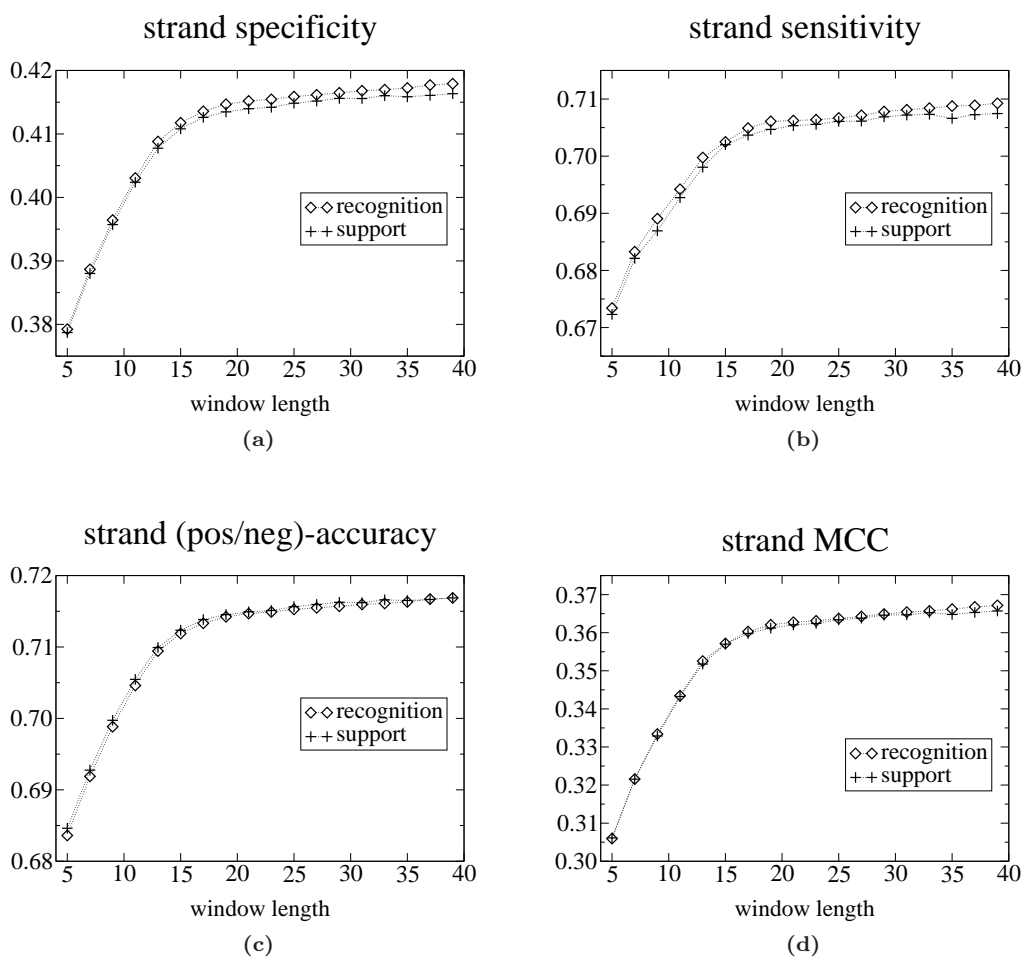 strand specificity
0.42
0.41
0.40
0.39
0.38
5 10 15 20 25 30 35 40
recognition
support
window length
(a)
strand sensitivity
0.71
0.70
0.69
0.68
0.67
5 10 15 20 25 30 35 40
recognition
support
window length
(b)
strand (pos/neg)-accuracy
0.72
0.71
0.70
0.69
0.68
5 10 15 20 25 30 35 40
recognition
support
window length
(c)
strand MCC
0.37
0.36
0.35
0.34
0.33
0.32
0.31
0.30
5 10 15 20 25 30 35 40
recognition
support
window length
(d)